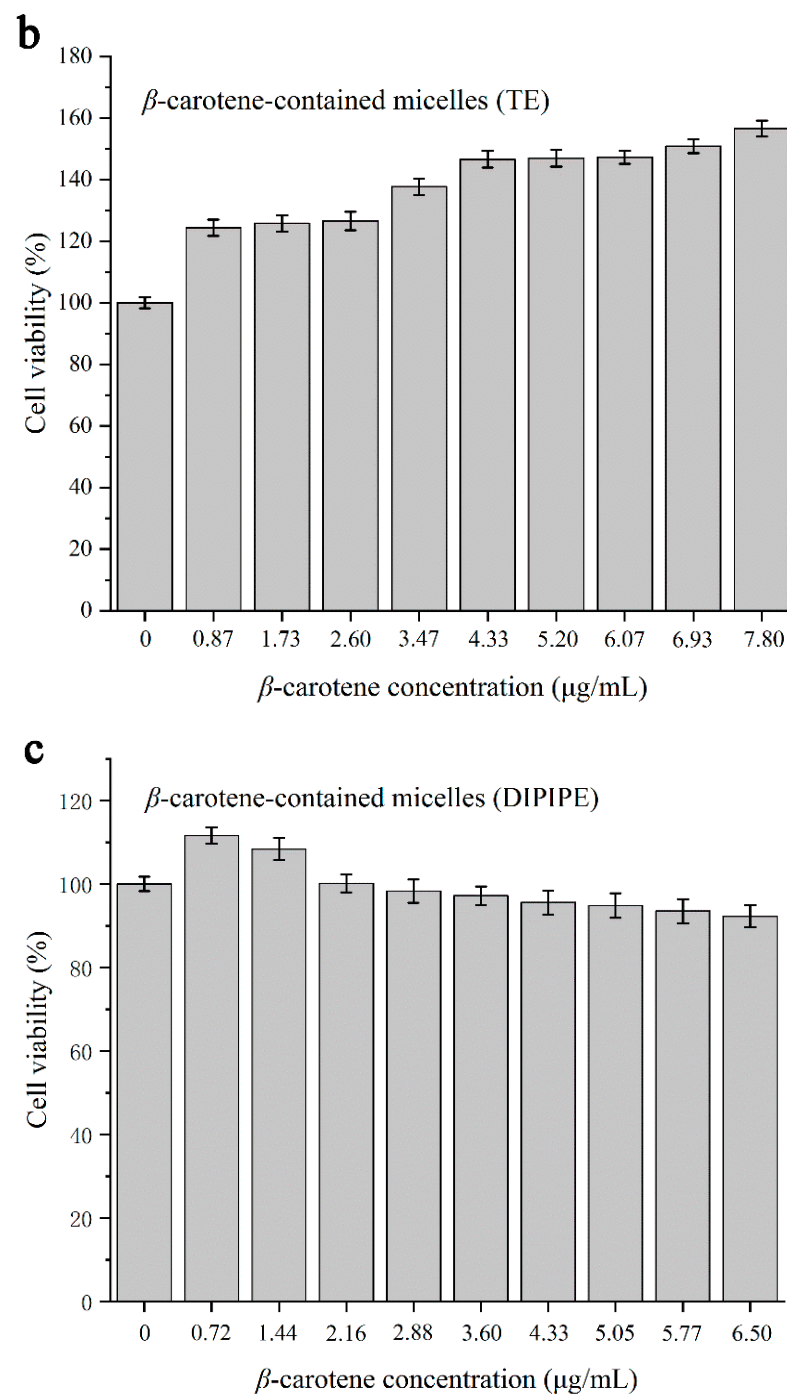 b
180
β-carotene-contained micelles (TE)
160
140
120
100
80
60
40
20
0
Cell viability (%)
0 0.87 1.73 2.60 3.47 4.33 5.20 6.07 6.93 7.80
β-carotene concentration (μg/mL)
c
β-carotene-contained micelles (DIPIPE)
120
100
80
60
40
20
0
Cell viability (%)
0 0.72 1.44 2.16 2.88 3.60 4.33 5.05 5.77 6.50
β-carotene concentration (μg/mL)